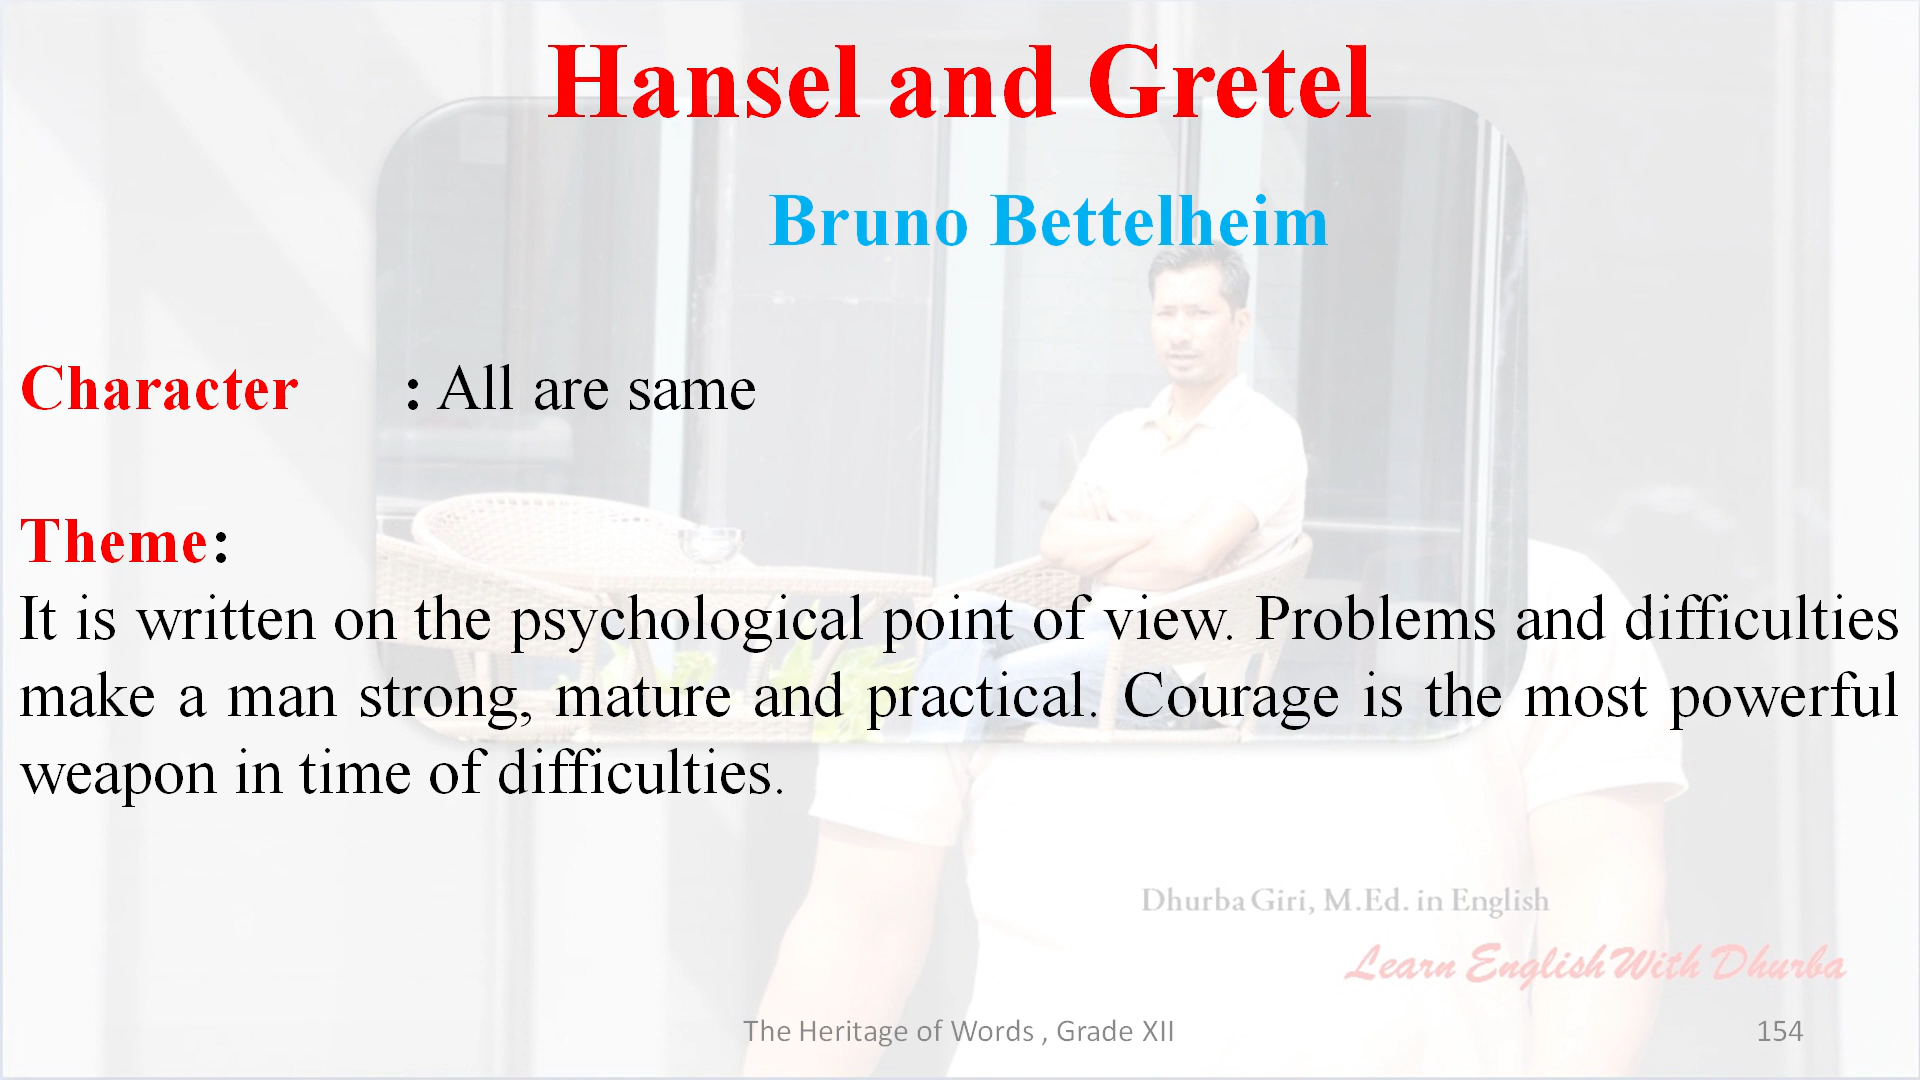 Hansel and Gretel
Bruno Bettelheim
Character : All are same
Theme:
It is written on the psychological point of view. Problems and difficulties
make a man strong, mature and practical. Courage is the most powerful
weapon in time of difficulties.
Dhurba Giri, M.Ed. in English
Learn English With Dhurba
The Heritage of Words , Grade XII
154